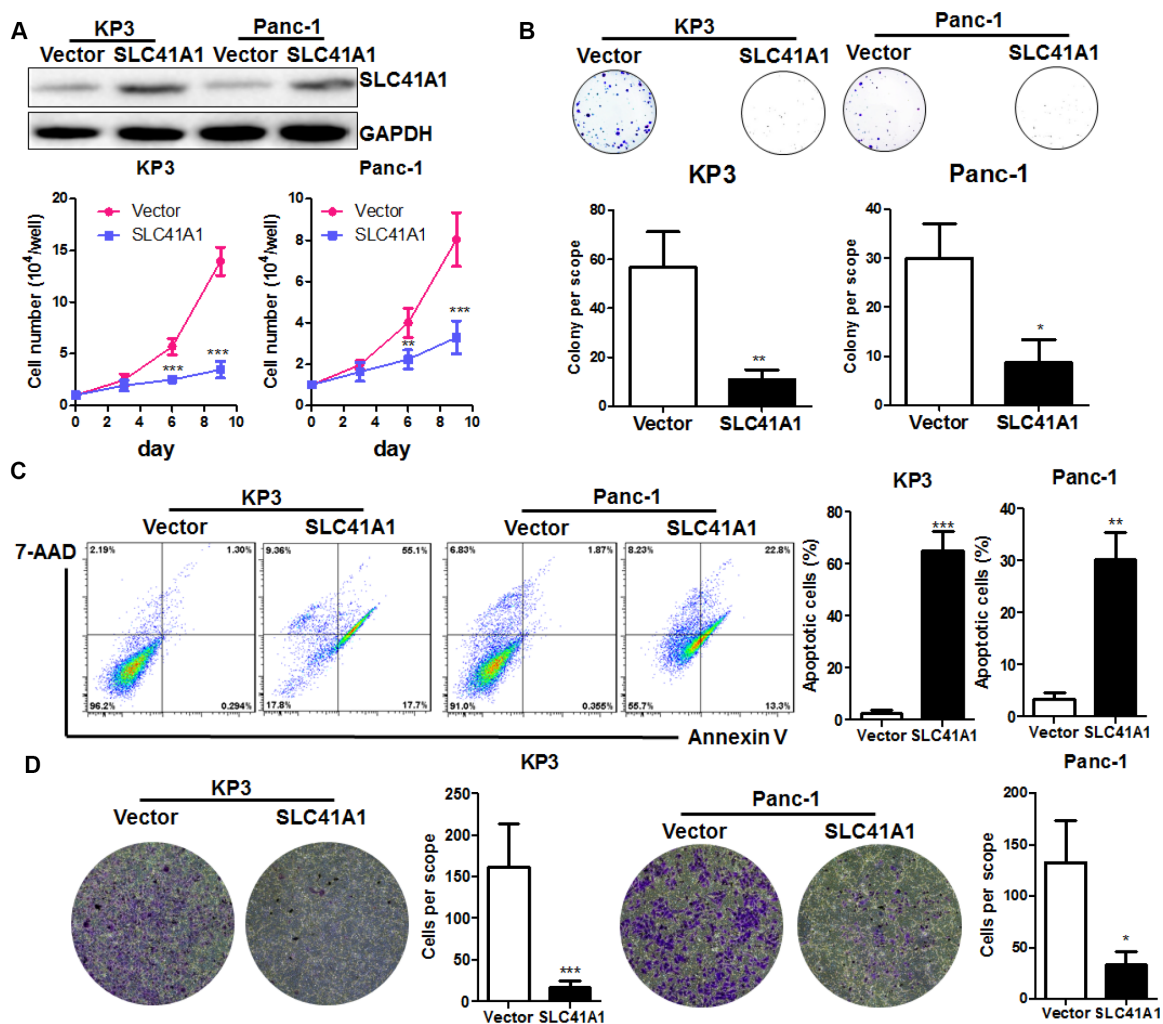 A
KP3 Panc-1
Vector SLC41A1 Vector SLC41A1
SLC41A1
GAPDH
KP3
Cell number (10⁴/well)
20
15
10
5
0
Vector
SLC41A1
***
***
0 2 4 6 8 10
day
Panc-1
Cell number (10⁴/well)
10
8
6
4
2
0
Vector
SLC41A1
**
***
0 2 4 6 8 10
day
B
KP3 Panc-1
Vector SLC41A1 Vector SLC41A1
KP3
Colony per scope
80
60
40
20
0
**
Vector SLC41A1
Panc-1
Colony per scope
40
30
20
10
0
*
Vector SLC41A1
C
KP3 Panc-1
Vector SLC41A1 Vector SLC41A1
7-AAD
2.19% 1.30%
96.2% 0.294%
9.36% 55.1%
17.8% 17.7%
6.83% 1.87%
91.0% 0.355%
8.23% 22.8%
55.7% 13.3%
Annexin V
KP3
Apoptotic cells (%)
80
60
40
20
0
***
Vector SLC41A1
Panc-1
Apoptotic cells (%)
40
30
20
10
0
**
Vector SLC41A1
D
KP3
Vector SLC41A1
KP3
Cells per scope
250
200
150
100
50
0
***
Vector SLC41A1
Panc-1
Vector SLC41A1
Panc-1
Cells per scope
200
150
100
50
0
*
Vector SLC41A1